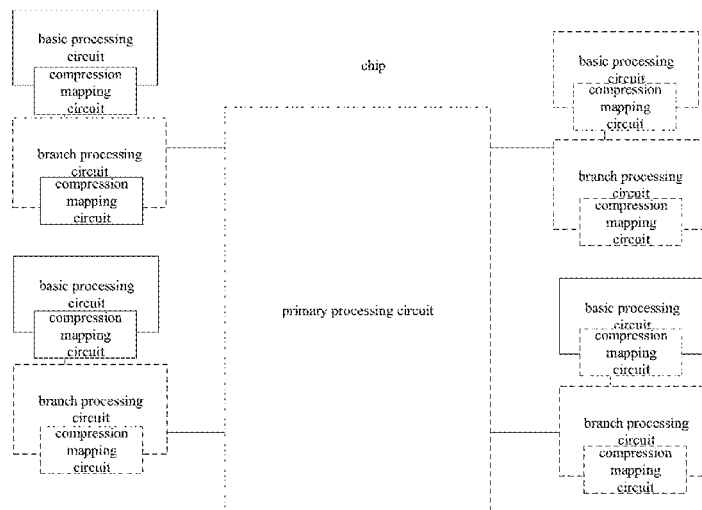 basic processing
circuit
compression
mapping
circuit
branch processing
circuit
compression
mapping
circuit
basic processing
circuit
compression
mapping
circuit
branch processing
circuit
compression
mapping
circuit
chip
primary processing circuit
basic processing
circuit
compression
mapping
circuit
branch processing
circuit
compression
mapping
circuit
basic processing
circuit
compression
mapping
circuit
branch processing
circuit
compression
mapping
circuit